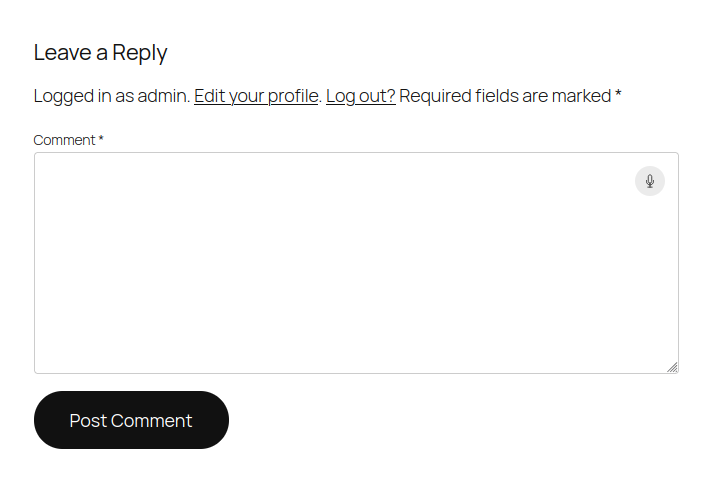 Leave a Reply
Logged in as admin. Edit your profile. Log out? Required fields are marked *
Comment *
Post Comment